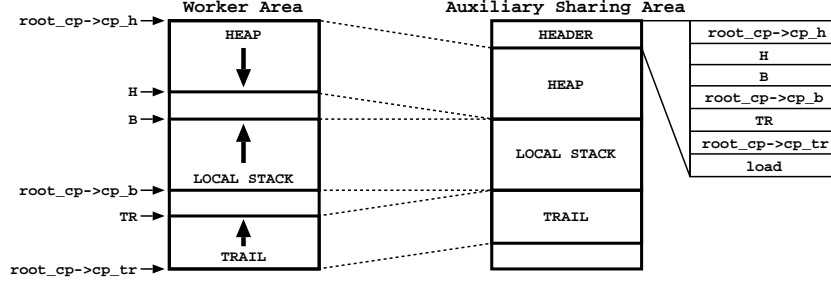 Worker Area
Auxiliary Sharing Area
root_cp->cp_h
HEAP
H
B
LOCAL STACK
root_cp->cp_b
TR
TRAIL
root_cp->cp_tr
HEADER
HEAP
LOCAL STACK
TRAIL
root_cp->cp_h
H
B
root_cp->cp_b
TR
root_cp->cp_tr
load